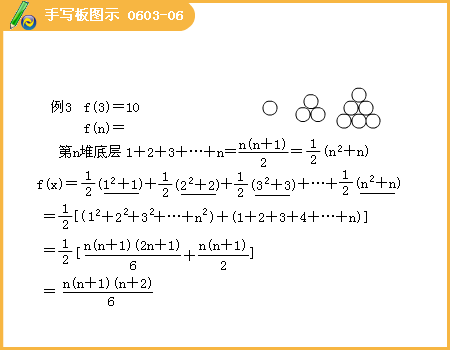 手写板图示 0603-06
例3 f(3)=10
f(n)=
第n堆底层 1+2+3+…+n=n(n+1)/2=1/2(n²+n)
f(x)=1/2(1²+1)+1/2(2²+2)+1/2(3²+3)+…+1/2(n²+n)
=1/2[(1²+2²+3²+…+n²)+(1+2+3+4+…+n)]
=1/2[n(n+1)(2n+1)/6+n(n+1)/2]
=n(n+1)(n+2)/6